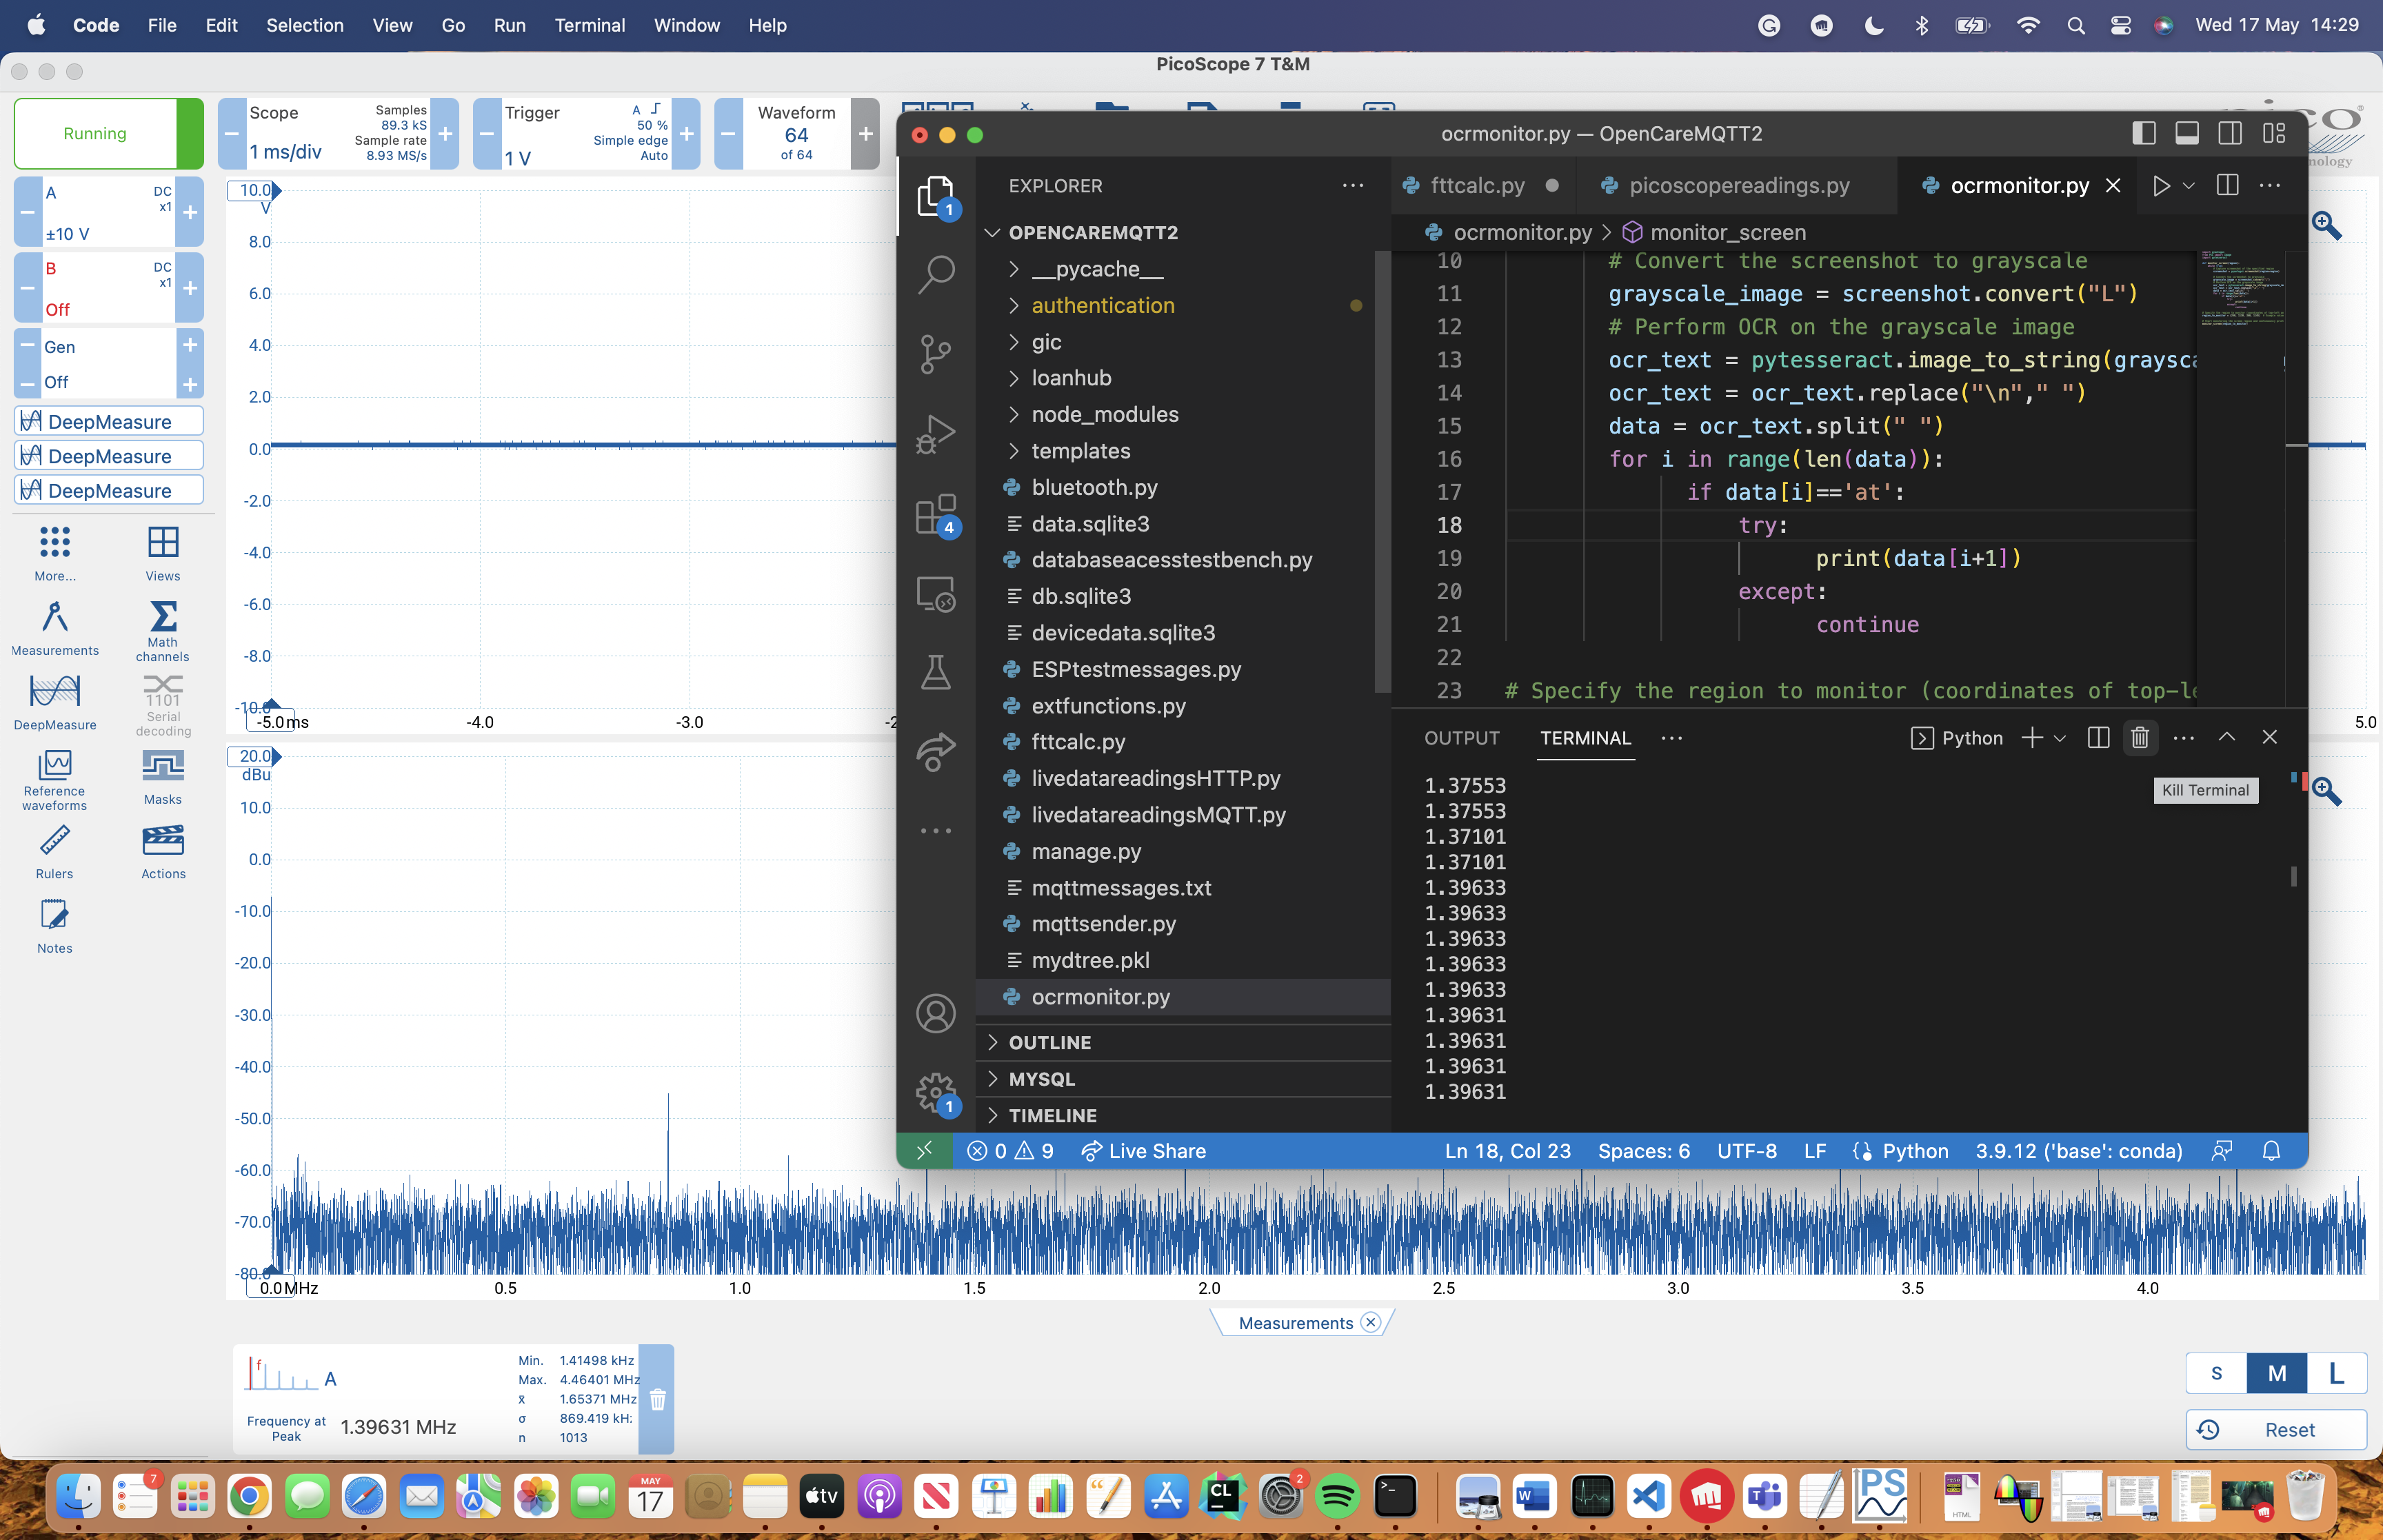 Code File Edit Selection View Go Run Terminal Window Help
Wed 17 May 14:29
PicoScope 7 T&M
Running
Scope
1 ms/div
Samples
89.3 kS
Sample rate
8.93 MS/s
Trigger
1 V
A
50 %
Simple edge
Auto
Waveform
64
of 64
A
DC
x1
±10 V
B
DC
x1
Off
Gen
Off
DeepMeasure
DeepMeasure
DeepMeasure
More...
Views
Measurements
Math
channels
DeepMeasure
1101
Serial
decoding
Reference
waveforms
Masks
Rulers
Actions
Notes
10.0
V
8.0
6.0
4.0
2.0
0.0
-2.0
-4.0
-6.0
-8.0
-10.0
-5.0 ms
-4.0
-3.0
5.0
20.0
dBu
10.0
0.0
-10.0
-20.0
-30.0
-40.0
-50.0
-60.0
-70.0
-80.0
0.0 MHz
0.5
1.0
1.5
2.0
2.5
3.0
3.5
4.0
Measurements
f
A
Frequency at
Peak
1.39631 MHz
Min. 1.41498 kHz
Max. 4.46401 MHz
x̄ 1.65371 MHz
σ 869.419 kH
n 1013
S M L
Reset
ocrmonitor.py — OpenCareMQTT2
EXPLORER
1
4
1
OPENCAREMQTT2
__pycache__
authentication
gic
loanhub
node_modules
templates
bluetooth.py
data.sqlite3
databaseacesstestbench.py
db.sqlite3
devicedata.sqlite3
ESPtestmessages.py
extfunctions.py
fttcalc.py
livedatareadingsHTTP.py
livedatareadingsMQTT.py
manage.py
mqttmessages.txt
mqttsender.py
mydtree.pkl
ocrmonitor.py
OUTLINE
MYSQL
TIMELINE
fttcalc.py
picoscopereadings.py
ocrmonitor.py
ocrmonitor.py > monitor_screen
10 # Convert the screenshot to grayscale
11 grayscale_image = screenshot.convert("L")
12 # Perform OCR on the grayscale image
13 ocr_text = pytesseract.image_to_string(graysca
14 ocr_text = ocr_text.replace("\n"," ")
15 data = ocr_text.split(" ")
16 for i in range(len(data)):
17 if data[i]=='at':
18 try:
19 print(data[i+1])
20 except:
21 continue
22
23 # Specify the region to monitor (coordinates of top-le
OUTPUT TERMINAL
Python
Kill Terminal
1.37553
1.37553
1.37101
1.37101
1.39633
1.39633
1.39633
1.39633
1.39633
1.39631
1.39631
1.39631
1.39631
0 9 Live Share
Ln 18, Col 23 Spaces: 6 UTF-8 LF Python 3.9.12 ('base': conda)
7
MAY
17
tv
CL
2
W
T
PS
HTML